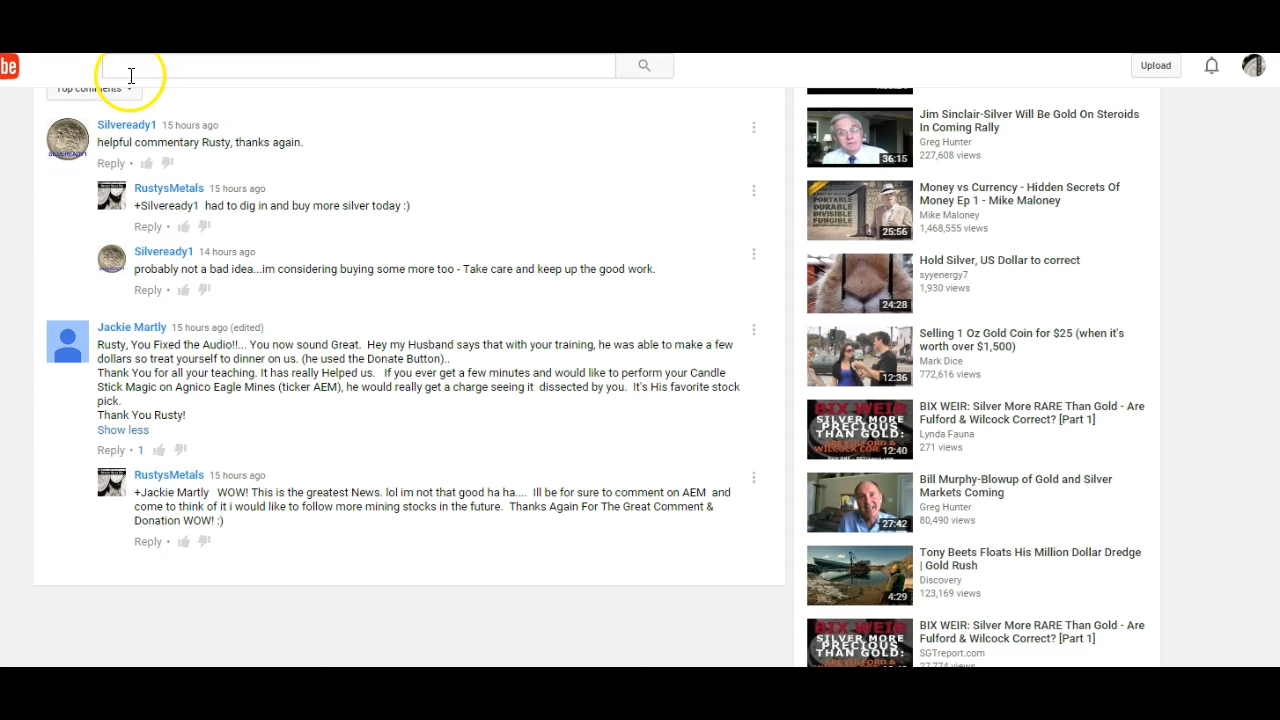 be
Upload
Top comments
Silveready1 15 hours ago
helpful commentary Rusty, thanks again.
Reply •
RustysMetals 15 hours ago
+Silveready1 had to dig in and buy more silver today :)
Reply •
Silveready1 14 hours ago
probably not a bad idea...im considering buying some more too - Take care and keep up the good work.
Reply •
Jackie Martly 15 hours ago (edited)
Rusty, You Fixed the Audio!!... You now sound Great. Hey my Husband says that with your training, he was able to make a few
dollars so treat yourself to dinner on us. (he used the Donate Button)..
Thank You for all your teaching. It has really Helped us. If you ever get a few minutes and would like to perform your Candle
Stick Magic on Agnico Eagle Mines (ticker AEM), he would really get a charge seeing it dissected by you. It's His favorite stock
pick.
Thank You Rusty!
Show less
Reply • 1
RustysMetals 15 hours ago
+Jackie Martly WOW! This is the greatest News. lol im not that good ha ha.... Ill be for sure to comment on AEM and
come to think of it i would like to follow more mining stocks in the future. Thanks Again For The Great Comment &
Donation WOW! :)
Reply •
Jim Sinclair-Silver Will Be Gold On Steroids
In Coming Rally
Greg Hunter
227,608 views
36:15
Money vs Currency - Hidden Secrets Of
Money Ep 1 - Mike Maloney
Mike Maloney
1,468,555 views
PORTABLE
DURABLE
DIVISIBLE
FUNGIBLE
25:56
Hold Silver, US Dollar to correct
syyenergy7
1,930 views
24:28
Selling 1 Oz Gold Coin for $25 (when it's
worth over $1,500)
Mark Dice
772,616 views
12:36
BIX WEIR: Silver More RARE Than Gold - Are
Fulford & Wilcock Correct? [Part 1]
Lynda Fauna
271 views
BIX WEIR
SILVER MORE
PRECIOUS
THAN GOLD:
12:40
Bill Murphy-Blowup of Gold and Silver
Markets Coming
Greg Hunter
80,490 views
27:42
Tony Beets Floats His Million Dollar Dredge
| Gold Rush
Discovery
123,169 views
4:29
BIX WEIR: Silver More RARE Than Gold - Are
Fulford & Wilcock Correct? [Part 1]
SGTreport.com
27,774 views
BIX WEIR
SILVER MORE
PRECIOUS